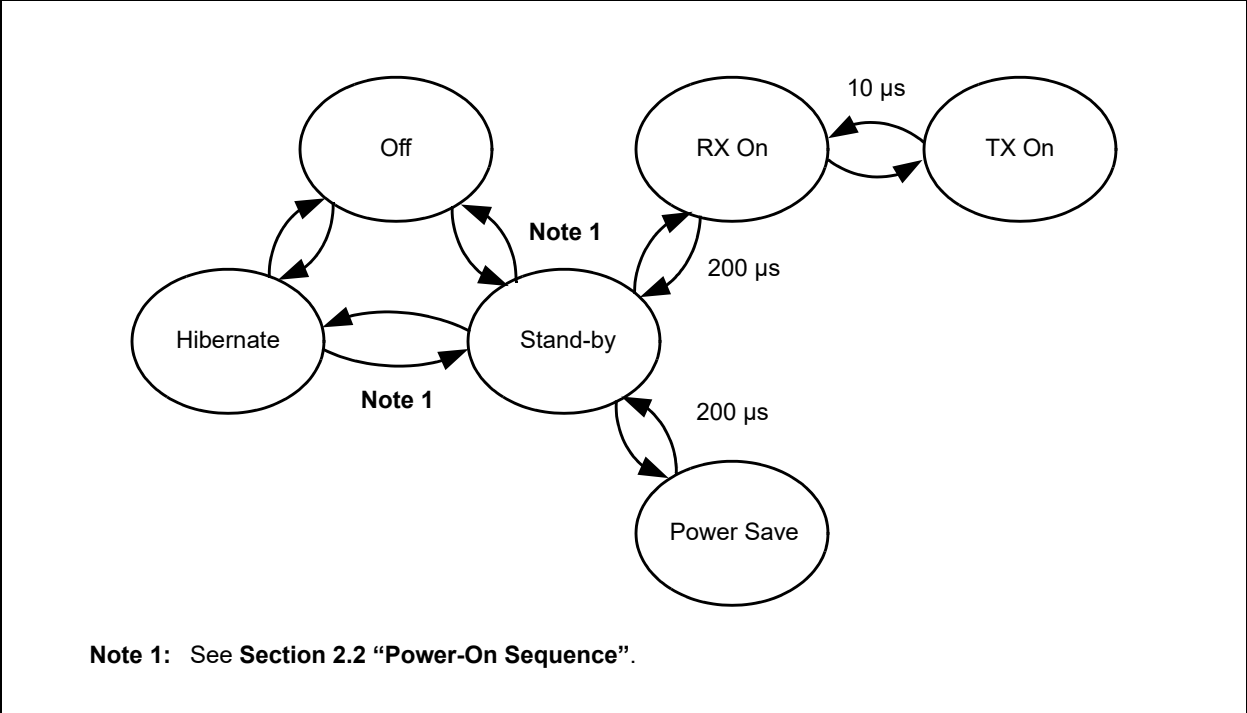 Off
RX On
10 µs
TX On
Note 1
200 µs
Hibernate
Stand-by
Note 1
200 µs
Power Save
Note 1: See Section 2.2 “Power-On Sequence”.